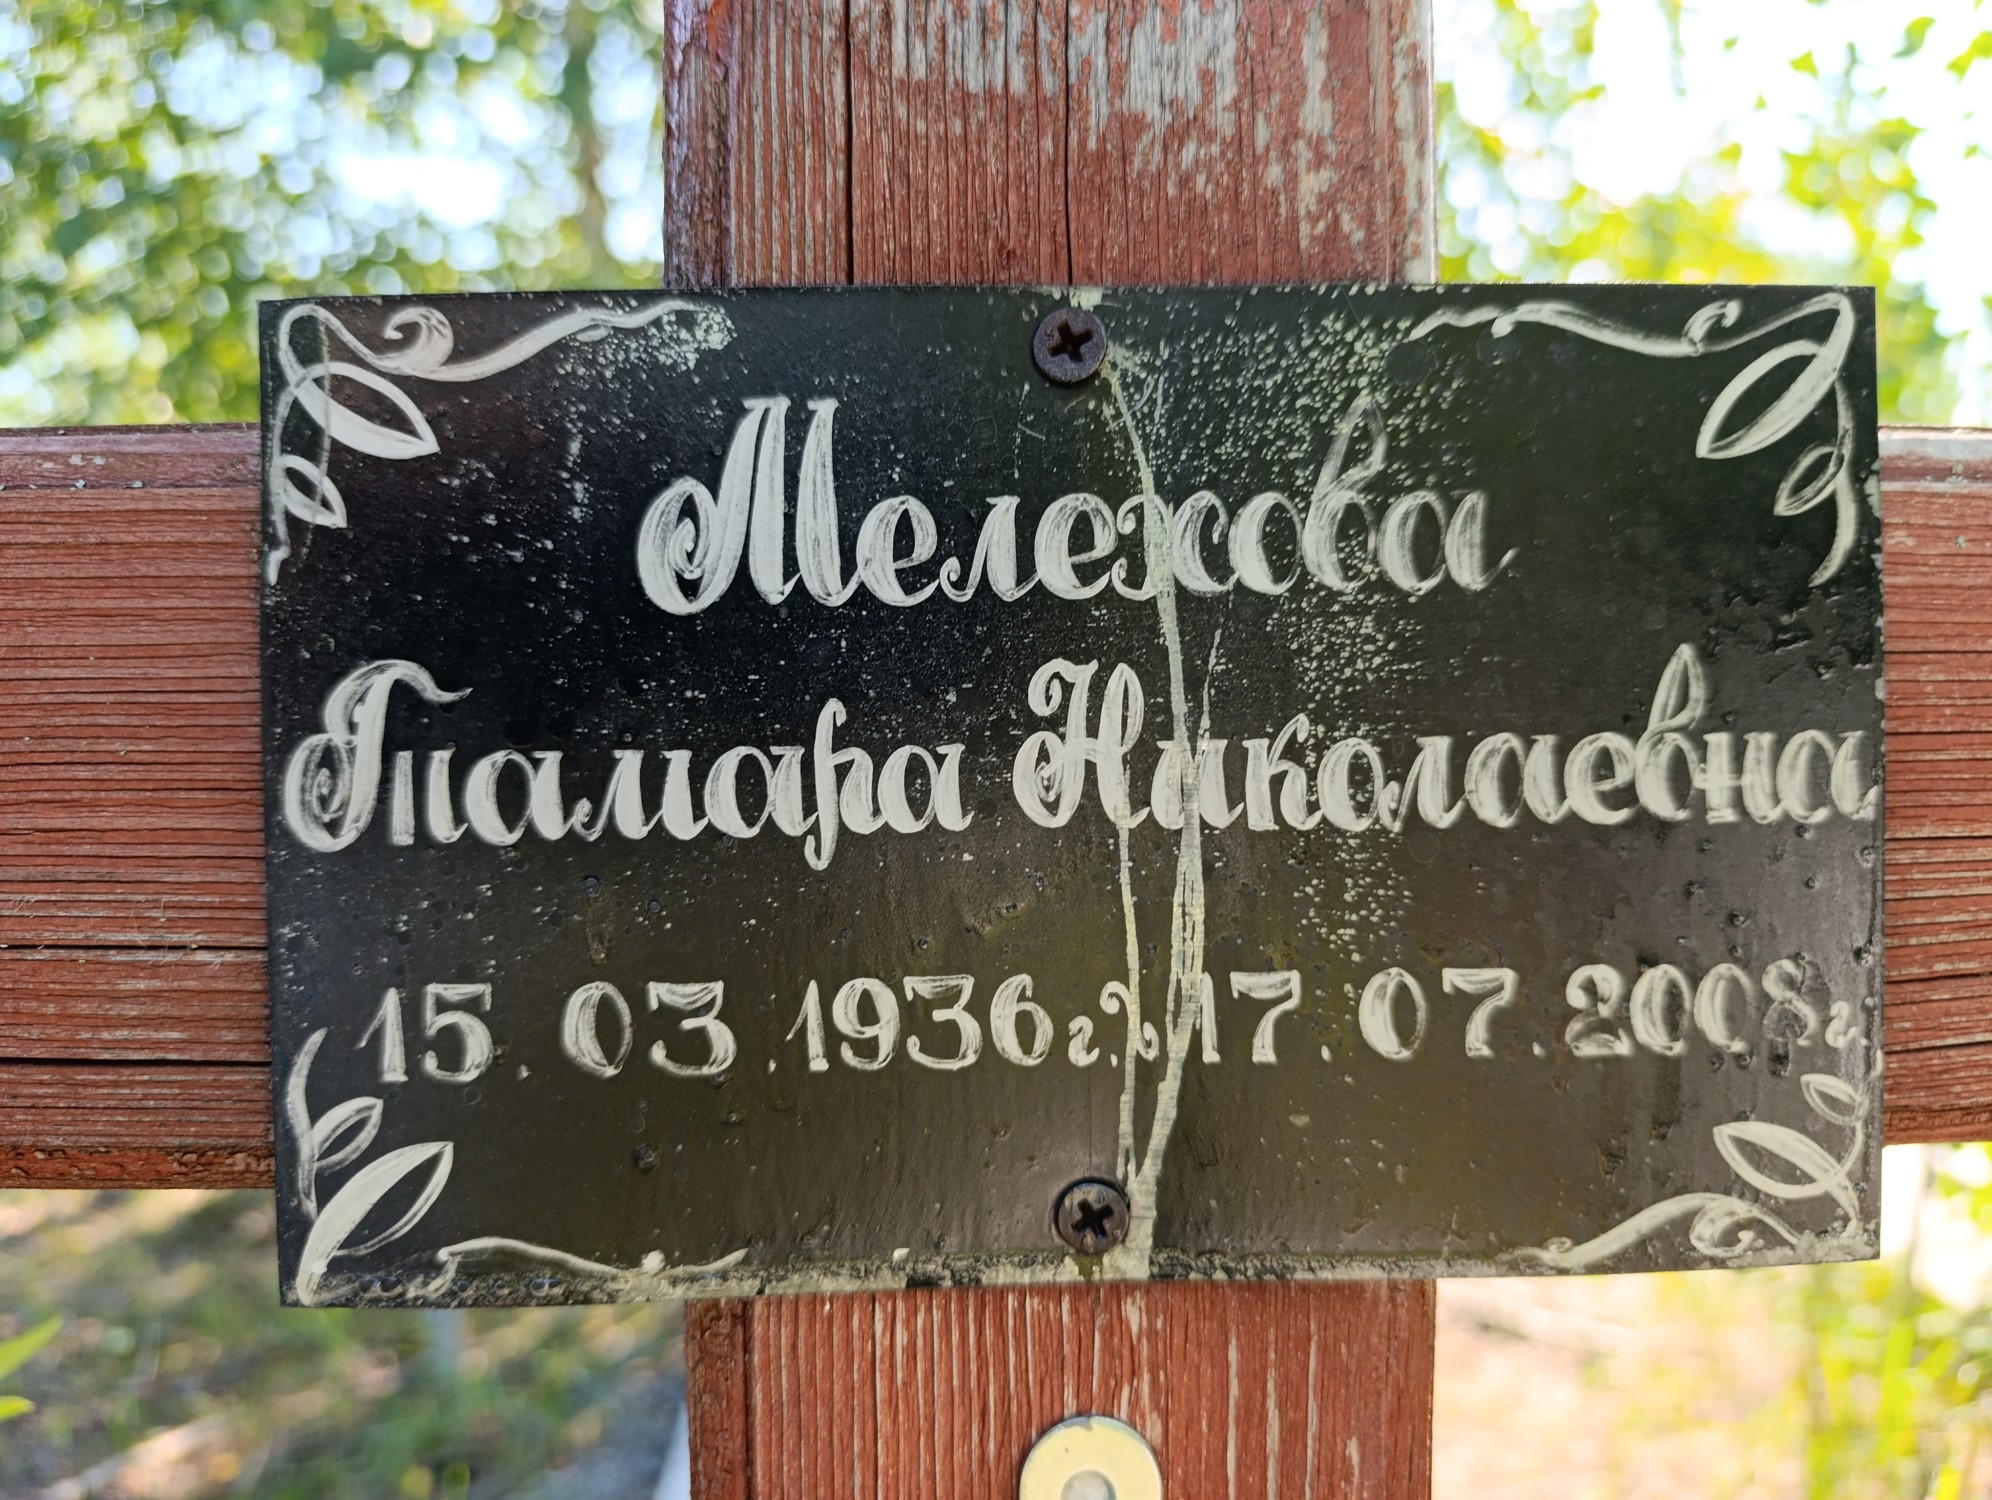 Мелехова
Тамара Николаевна
15.03.1936г. ~ 17.07.2008г.